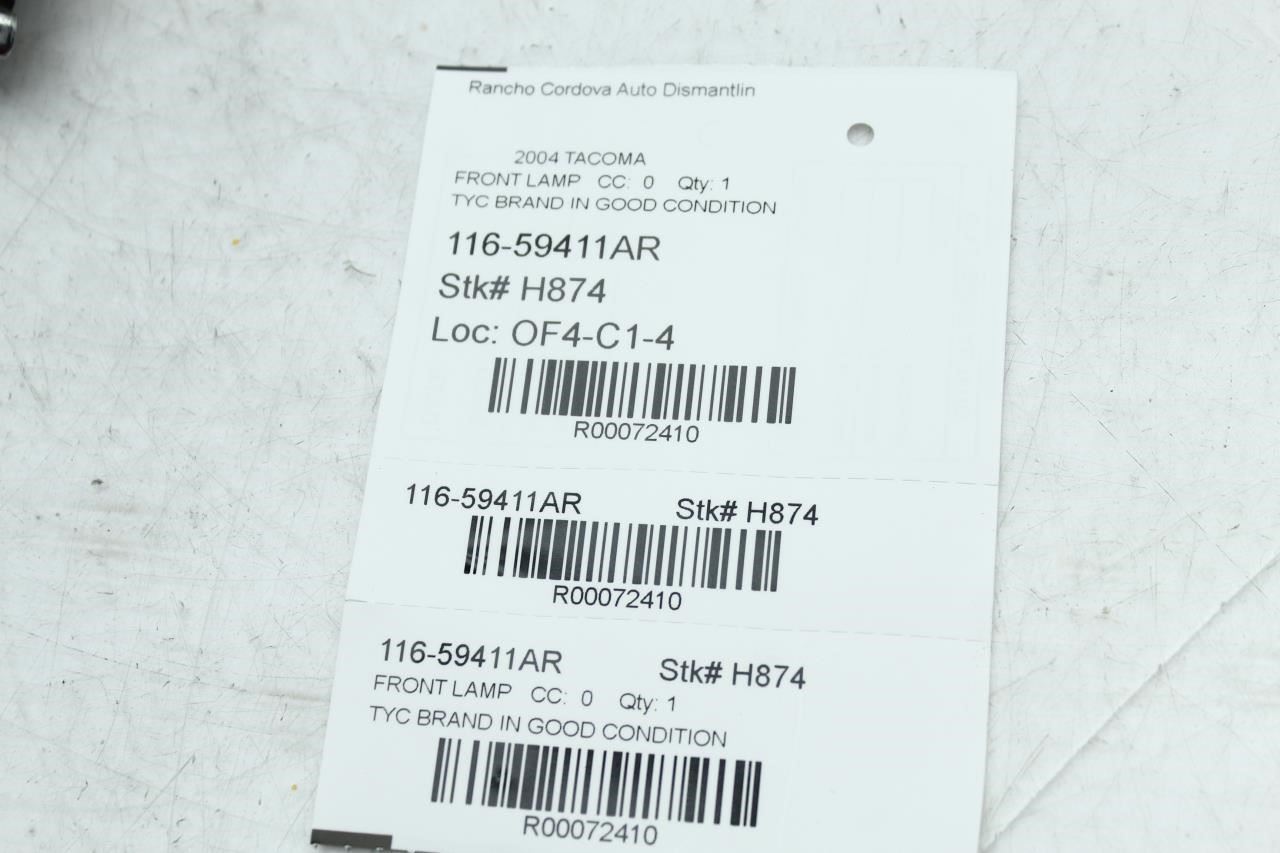 Rancho Cordova Auto Dismantlin
2004 TACOMA
FRONT LAMP CC: 0 Qty: 1
TYC BRAND IN GOOD CONDITION
116-59411AR
Stk# H874
Loc: OF4-C1-4
R00072410
116-59411AR Stk# H874
R00072410
116-59411AR Stk# H874
FRONT LAMP CC: 0 Qty: 1
TYC BRAND IN GOOD CONDITION
R00072410